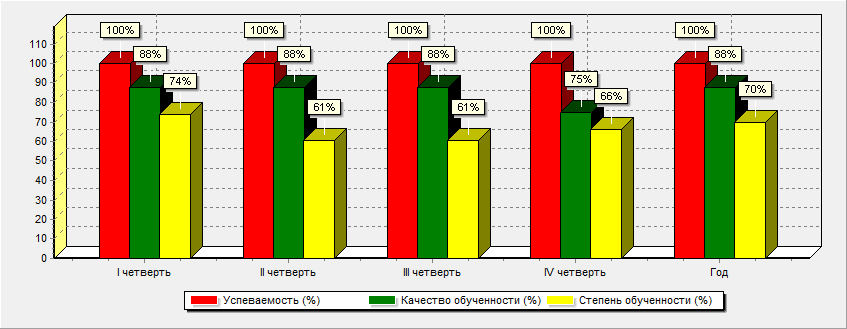 100% 100% 100% 100% 100%
88% 88% 88% 75% 88%
74% 61% 61% 66% 70%
110
100
90
80
70
60
50
40
30
20
10
0
I четверть II четверть III четверть IV четверть Год
Успеваемость (%) Качество обученности (%) Степень обученности (%)